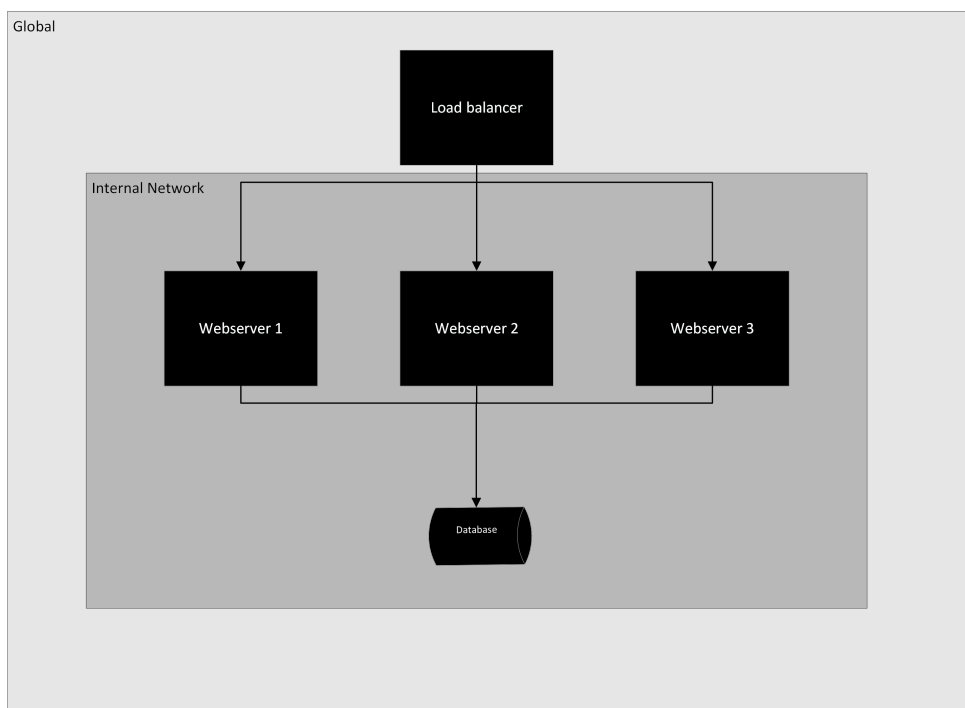 Global
Load balancer
Internal Network
Webserver 1
Webserver 2
Webserver 3
Database